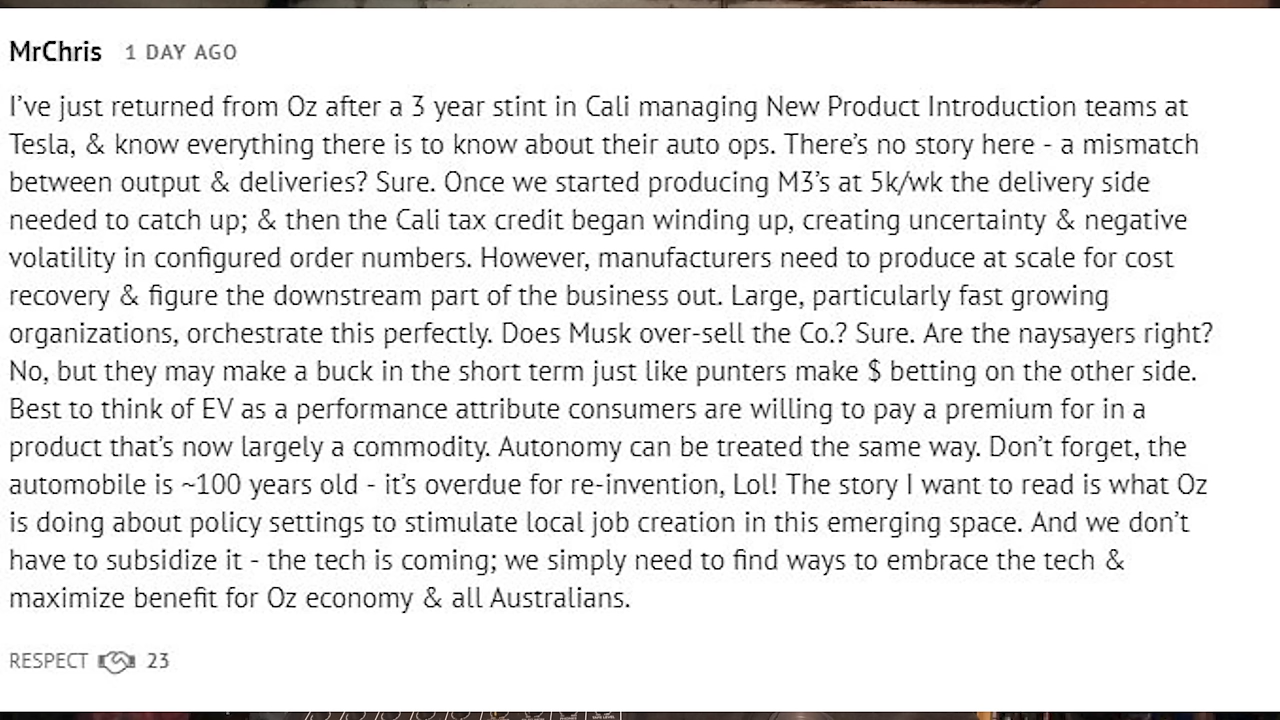 MrChris 1 DAY AGO
I've just returned from Oz after a 3 year stint in Cali managing New Product Introduction teams at
Tesla, & know everything there is to know about their auto ops. There's no story here - a mismatch
between output & deliveries? Sure. Once we started producing M3's at 5k/wk the delivery side
needed to catch up; & then the Cali tax credit began winding up, creating uncertainty & negative
volatility in configured order numbers. However, manufacturers need to produce at scale for cost
recovery & figure the downstream part of the business out. Large, particularly fast growing
organizations, orchestrate this perfectly. Does Musk over-sell the Co.? Sure. Are the naysayers right?
No, but they may make a buck in the short term just like punters make $ betting on the other side.
Best to think of EV as a performance attribute consumers are willing to pay a premium for in a
product that's now largely a commodity. Autonomy can be treated the same way. Don't forget, the
automobile is ~100 years old - it's overdue for re-invention, Lol! The story I want to read is what Oz
is doing about policy settings to stimulate local job creation in this emerging space. And we don't
have to subsidize it - the tech is coming; we simply need to find ways to embrace the tech &
maximize benefit for Oz economy & all Australians.
RESPECT 23